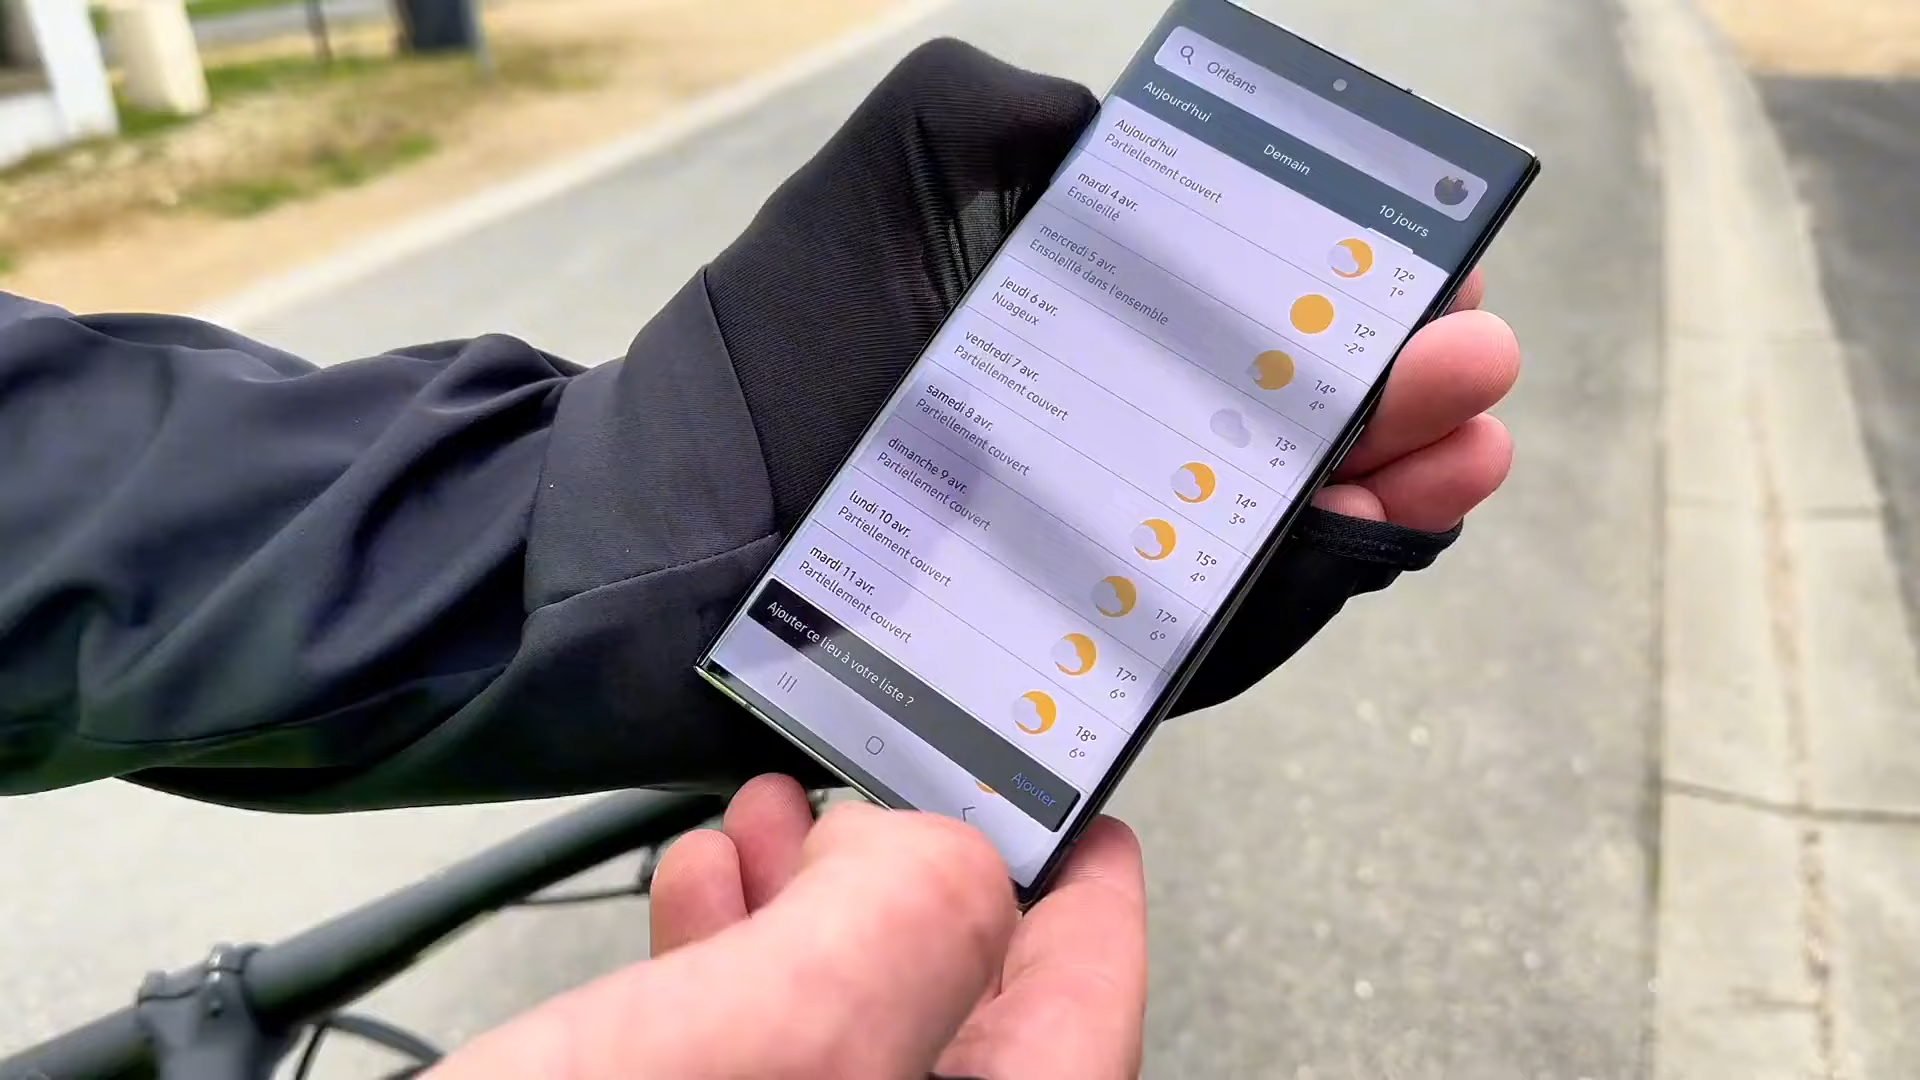 Orléans
Aujourd'hui
Demain
10 jours
Aujourd'hui
Partiellement couvert
12°
1°
mardi 4 avr.
Ensoleillé
12°
-2°
mercredi 5 avr.
Ensoleillé dans l'ensemble
14°
4°
jeudi 6 avr.
Nuageux
13°
4°
vendredi 7 avr.
Partiellement couvert
14°
3°
samedi 8 avr.
Partiellement couvert
15°
4°
dimanche 9 avr.
Partiellement couvert
17°
6°
lundi 10 avr.
Partiellement couvert
17°
6°
mardi 11 avr.
Partiellement couvert
18°
6°
Ajouter ce lieu à votre liste ?
Ajouter